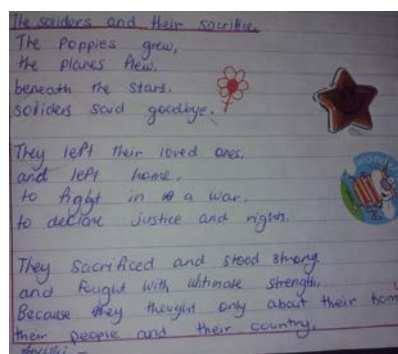 The soliders and their sacrifice.
The Poppies grew,
the planes flew,
beneath the stars.
soliders said goodbye.
They left their loved ones.
and left home,
to fight in a war.
to declare justice and rights.
They sacrificed and stood strong.
and fought with ultimate strength.
Because they thought only about their hom
their people and their country.